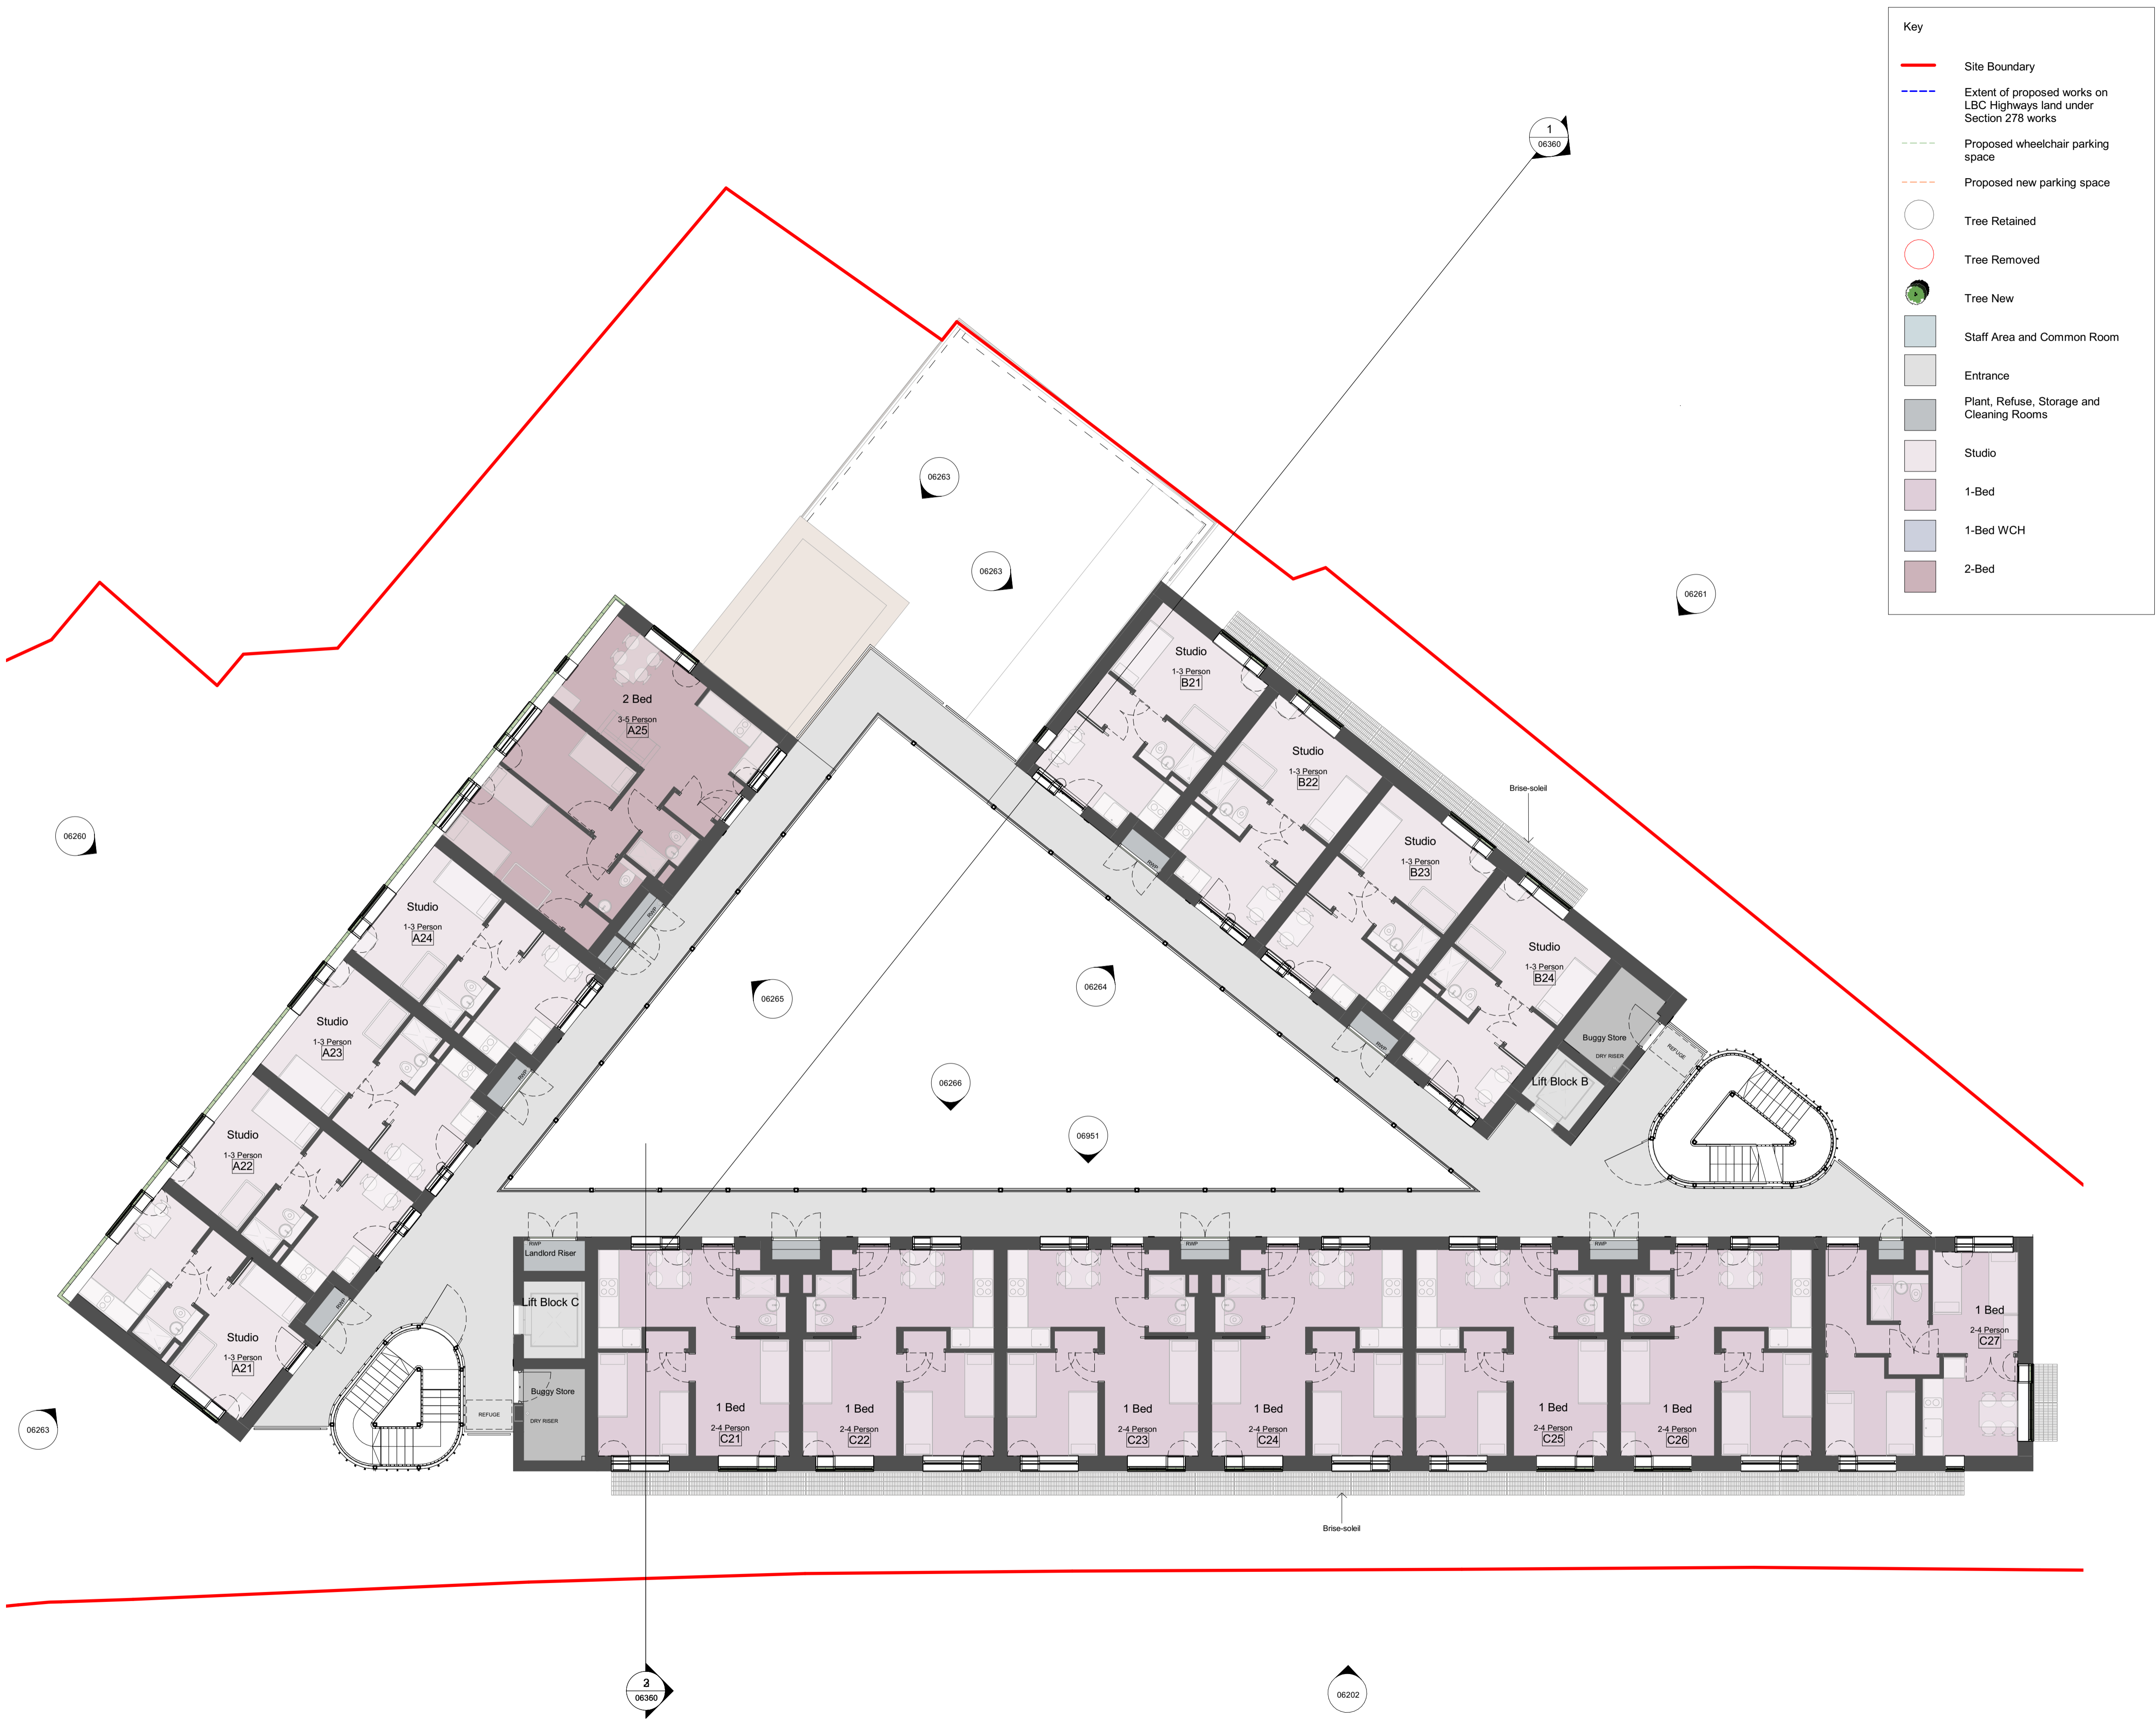 Key
Site Boundary
Extent of proposed works on
LBC Highways land under
Section 278 works
Proposed wheelchair parking
space
Proposed new parking space
Tree Retained
Tree Removed
Tree New
Staff Area and Common Room
Entrance
Plant, Refuse, Storage and
Cleaning Rooms
Studio
1-Bed
1-Bed WCH
2-Bed
1
06360
06263
06263
06261
Studio
1-3 Person
B21
2 Bed
3-5 Person
A25
Studio
1-3 Person
B22
Brise-soleil
06260
Studio
1-3 Person
B23
RWP
Studio
1-3 Person
A24
RWP
Studio
1-3 Person
B24
06265
06264
Studio
1-3 Person
A23
Buggy Store
DRY RISER
REFUGE
RWP
RWP
Lift Block B
06266
06951
Studio
1-3 Person
A22
RWP
Landlord Riser
RWP
RWP
RWP
Lift Block C
Studio
1-3 Person
A21
1 Bed
2-4 Person
C27
Buggy Store
DRY RISER
REFUGE
1 Bed
2-4 Person
C21
1 Bed
2-4 Person
C22
1 Bed
2-4 Person
C23
1 Bed
2-4 Person
C24
1 Bed
2-4 Person
C25
1 Bed
2-4 Person
C26
06263
Brise-soleil
06360
06202